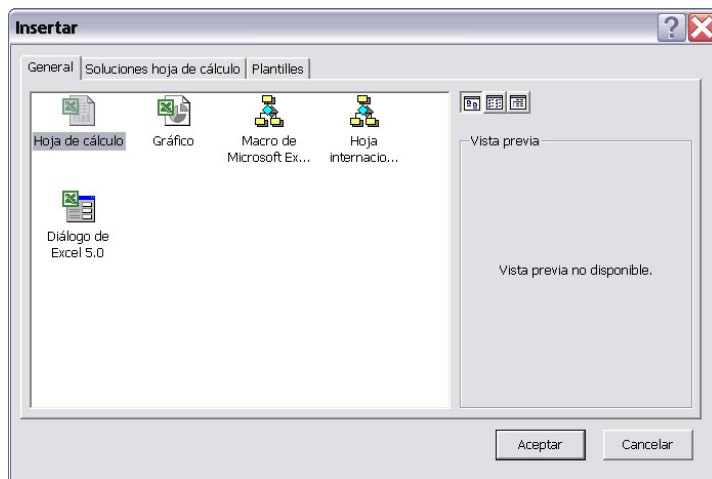 Insertar
General
Soluciones hoja de cálculo
Plantilles
Hoja de cálculo
Gráfico
Macro de
Microsoft Ex...
Hoja
internacio...
Diálogo de
Excel 5.0
Vista previa
Vista previa no disponible.
Aceptar
Cancelar